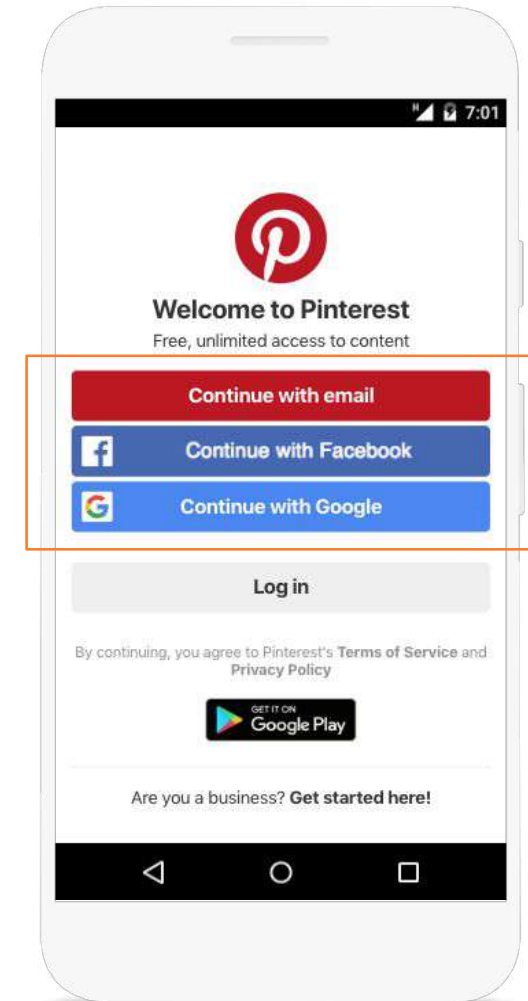 H 7:01
Welcome to Pinterest
Free, unlimited access to content
Continue with email
Continue with Facebook
Continue with Google
Log in
By continuing, you agree to Pinterest's Terms of Service and
Privacy Policy
GET IT ON
Google Play
Are you a business? Get started here!